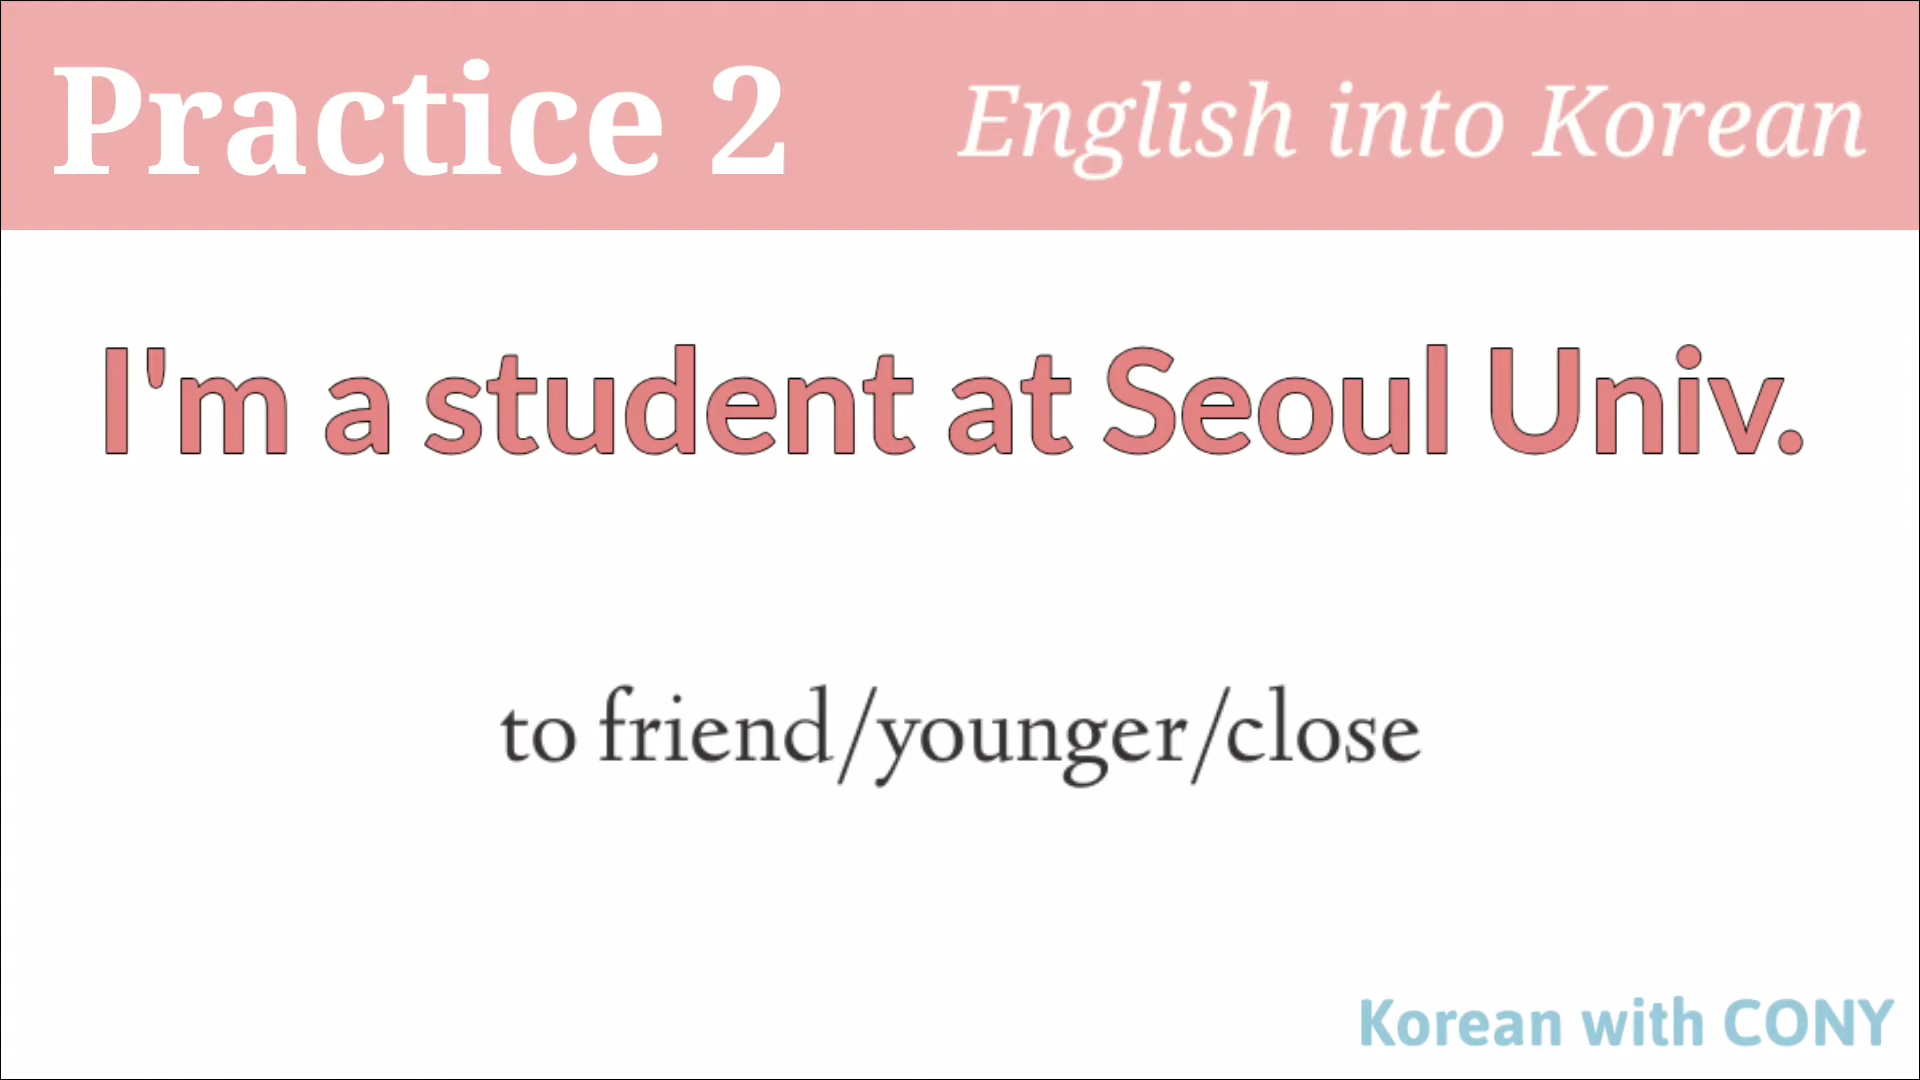 Practice 2 English into Korean
I'm a student at Seoul Univ.
to friend/younger/close
Korean with CONY